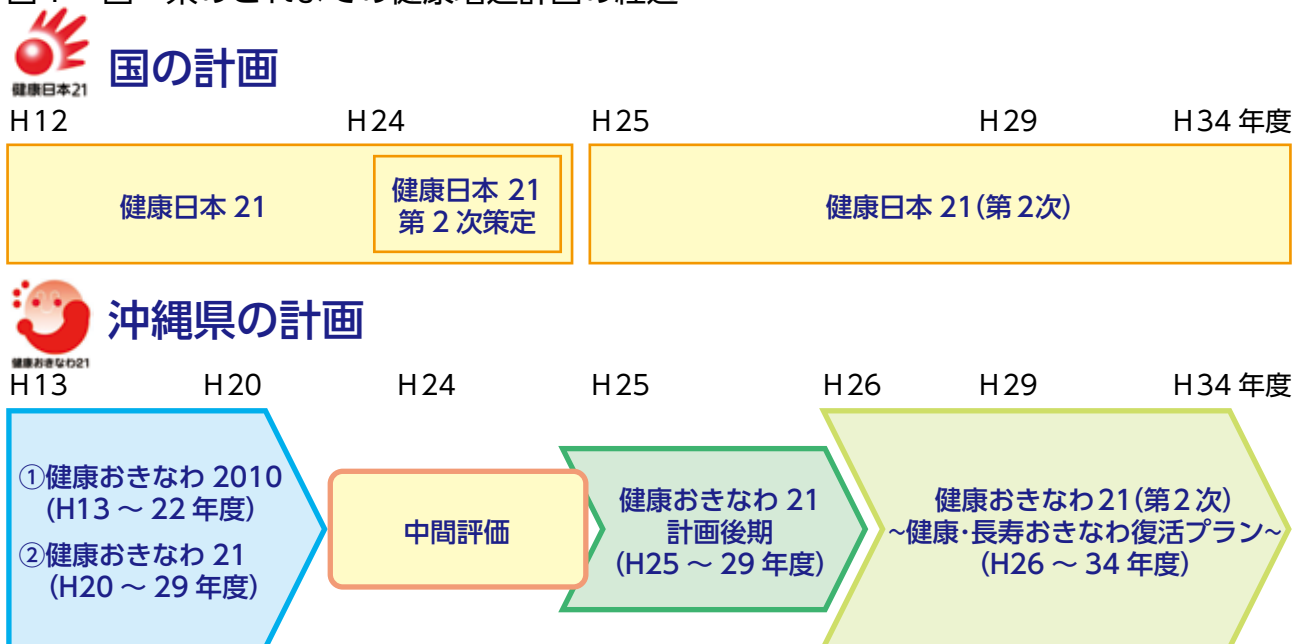 健康日本21
国の計画
H12 H24 H25 H29 H34 年度
健康日本 21
健康日本 21
第 2 次策定
健康日本 21(第2次)
沖縄県の計画
健康おきなわ21
H13 H20 H24 H25 H26 H29 H34 年度
①健康おきなわ 2010
(H13 ~ 22 年度)
②健康おきなわ 21
(H20 ~ 29 年度)
中間評価
健康おきなわ 21
計画後期
(H25 ~ 29 年度)
健康おきなわ21(第2次)
~健康・長寿おきなわ復活プラン~
(H26 ~ 34 年度)